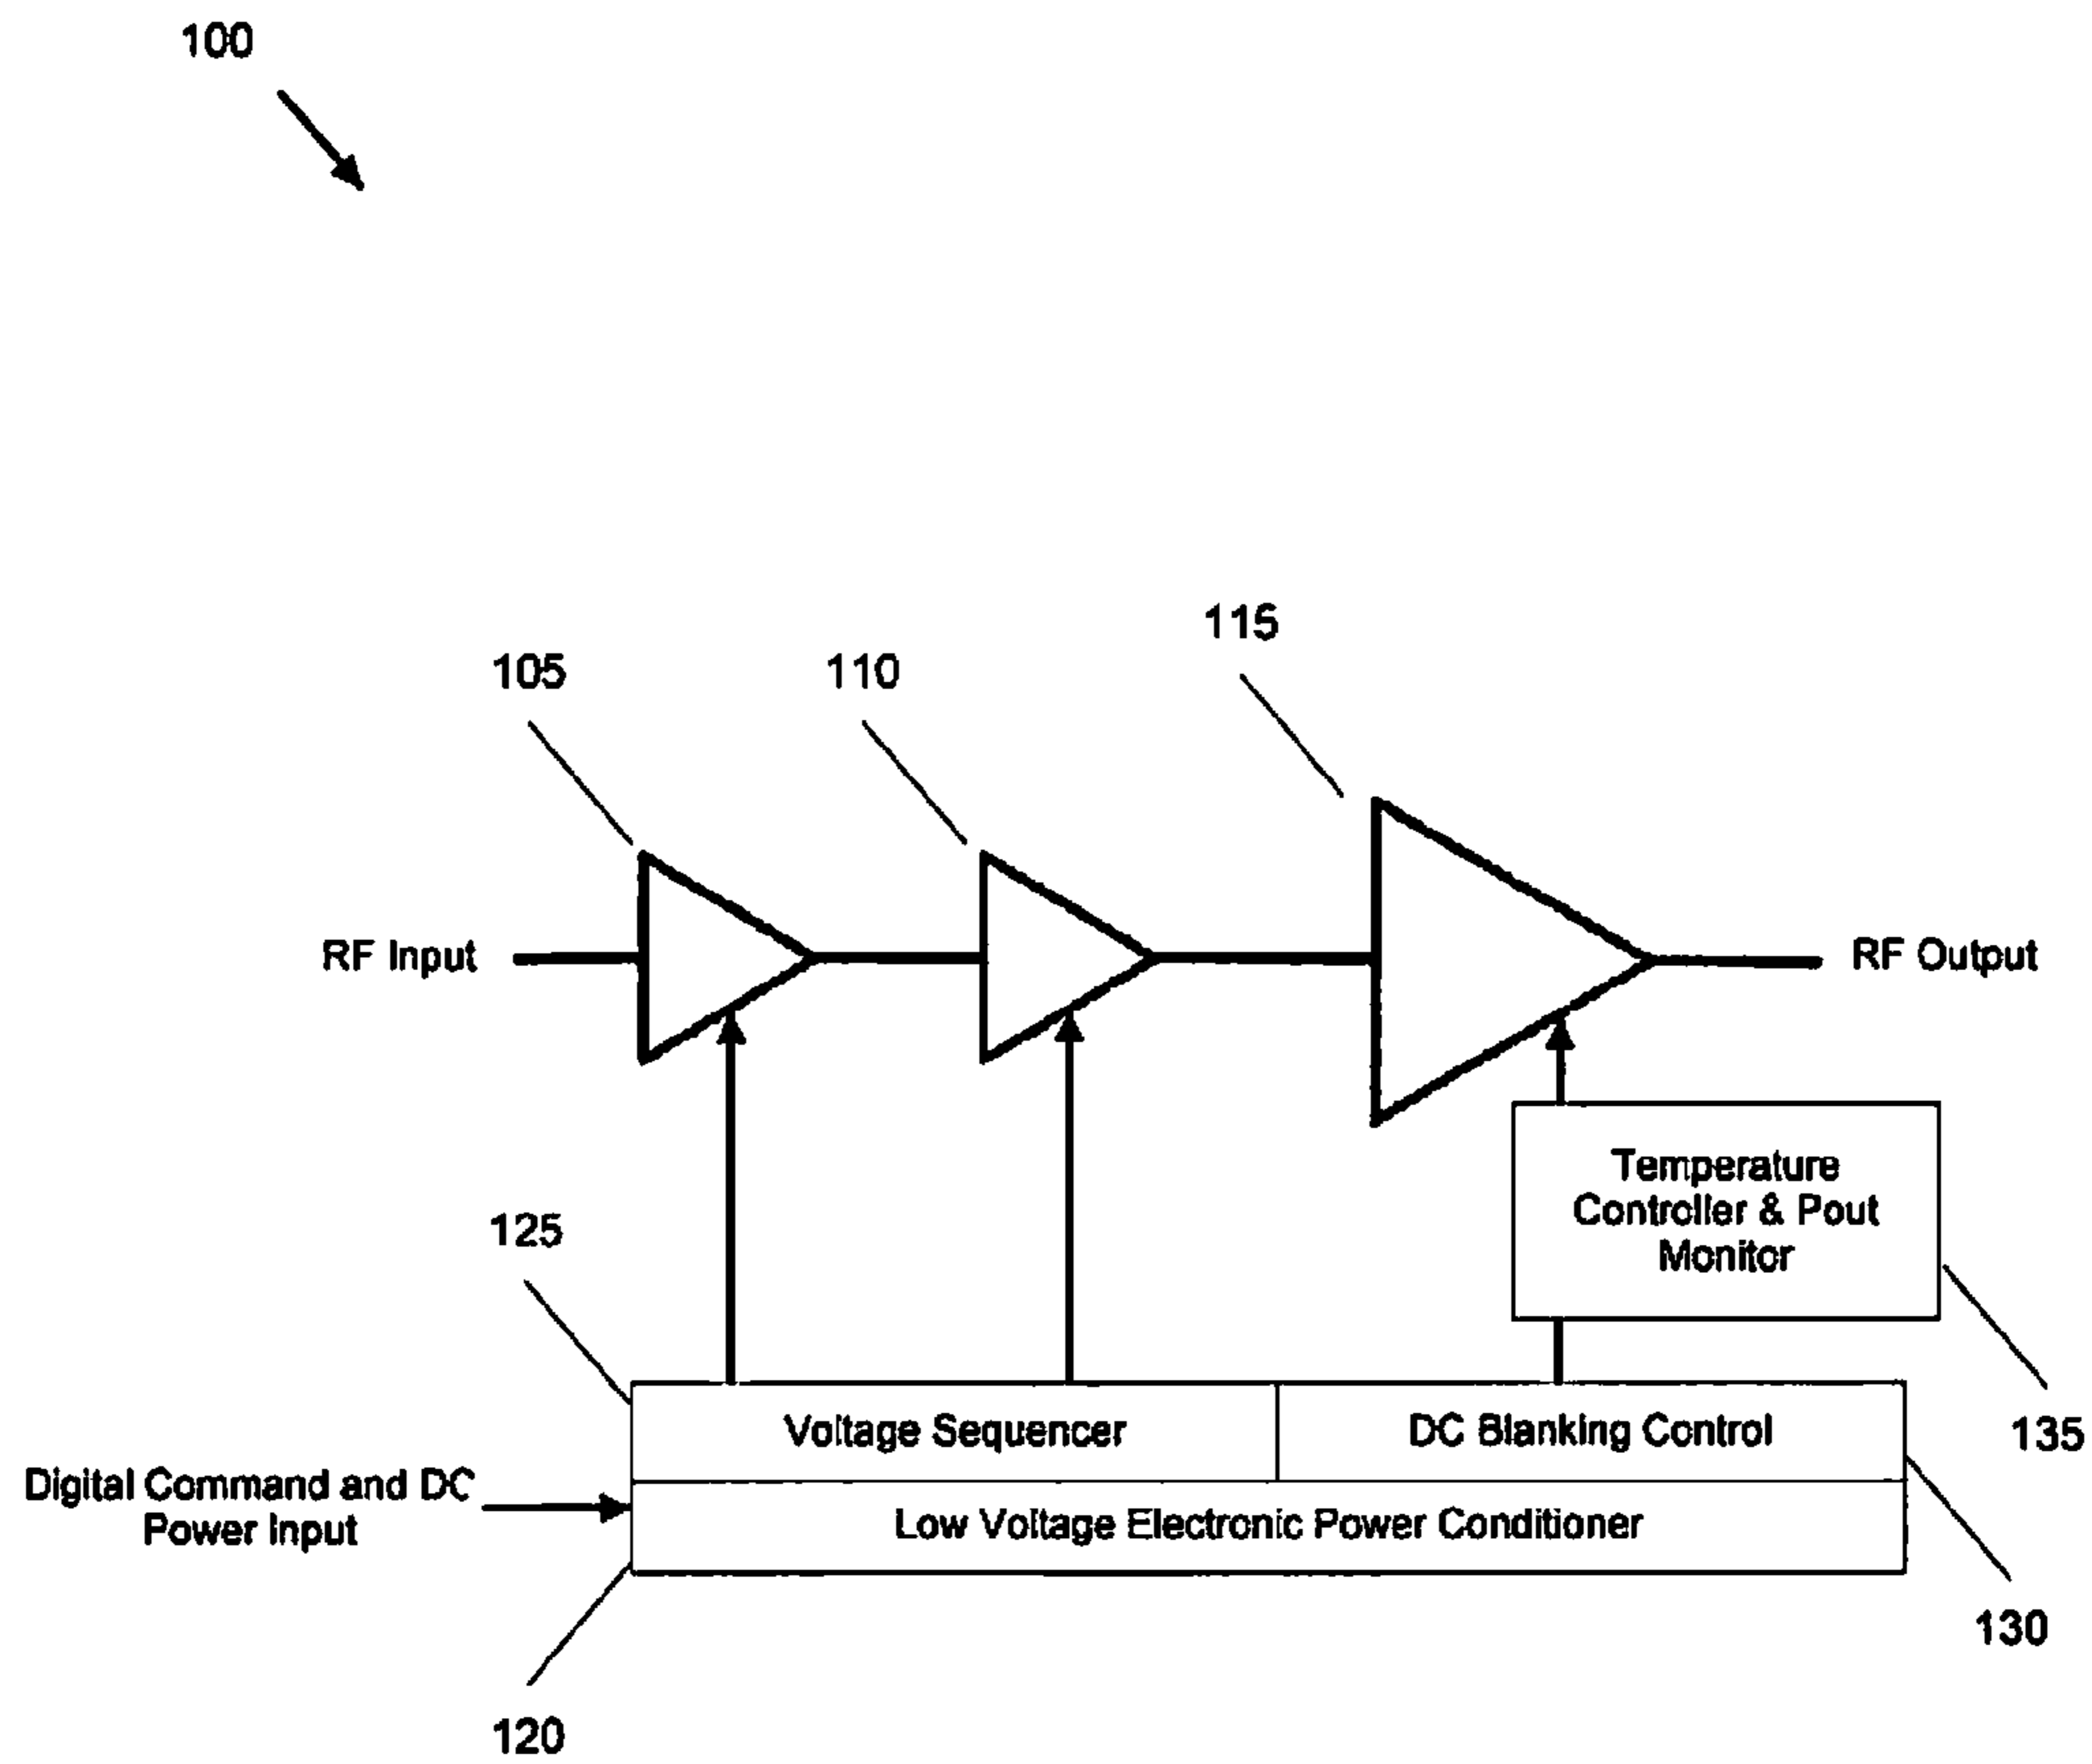 100
115
105
110
RF Input
RF Output
Temperature
Controller & Pout
Monitor
125
Voltage Sequencer
DC Blanking Control
135
Digital Command and DC
Power Input
Low Voltage Electronic Power Conditioner
130
120